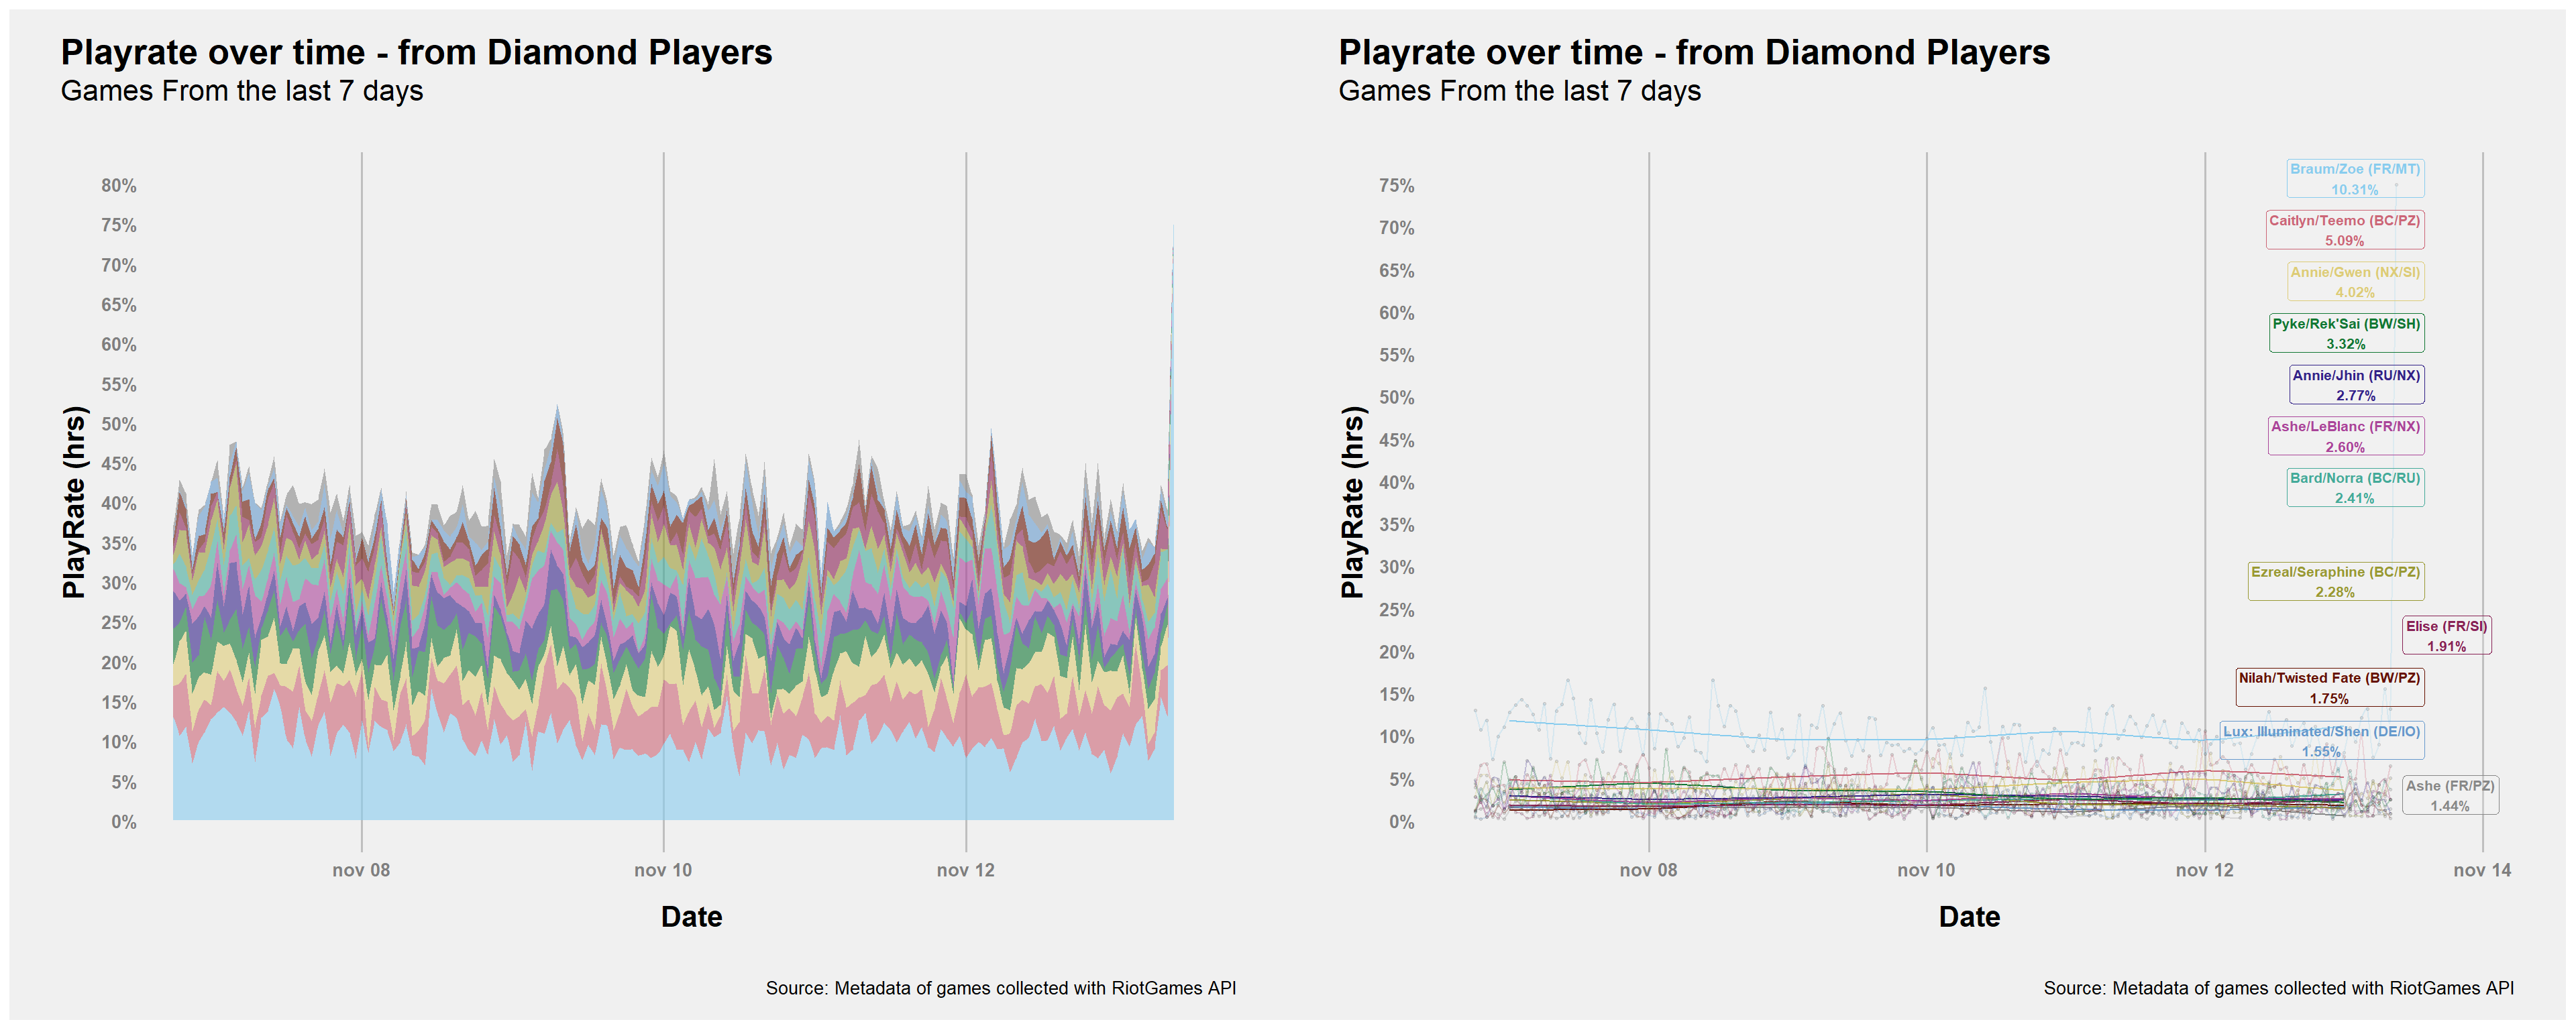 Playrate over time - from Diamond Players
Games From the last 7 days
80%
75%
70%
65%
60%
55%
50%
45%
40%
35%
30%
25%
20%
15%
10%
5%
0%
PlayRate (hrs)
nov 08
nov 10
nov 12
Date
Source: Metadata of games collected with RiotGames API
Playrate over time - from Diamond Players
Games From the last 7 days
75%
70%
65%
60%
55%
50%
45%
40%
35%
30%
25%
20%
15%
10%
5%
0%
PlayRate (hrs)
Braum/Zoe (FR/MT)
10.31%
Caitlyn/Teemo (BC/PZ)
5.09%
Annie/Gwen (NX/SI)
4.02%
Pyke/Rek'Sai (BW/SH)
3.32%
Annie/Jhin (RU/NX)
2.77%
Ashe/LeBlanc (FR/NX)
2.60%
Bard/Norra (BC/RU)
2.41%
Ezreal/Seraphine (BC/PZ)
2.28%
Elise (FR/SI)
1.91%
Nilah/Twisted Fate (BW/PZ)
1.75%
Lux: Illuminated/Shen (DE/IO)
1.55%
Ashe (FR/PZ)
1.44%
nov 08
nov 10
nov 12
nov 14
Date
Source: Metadata of games collected with RiotGames API